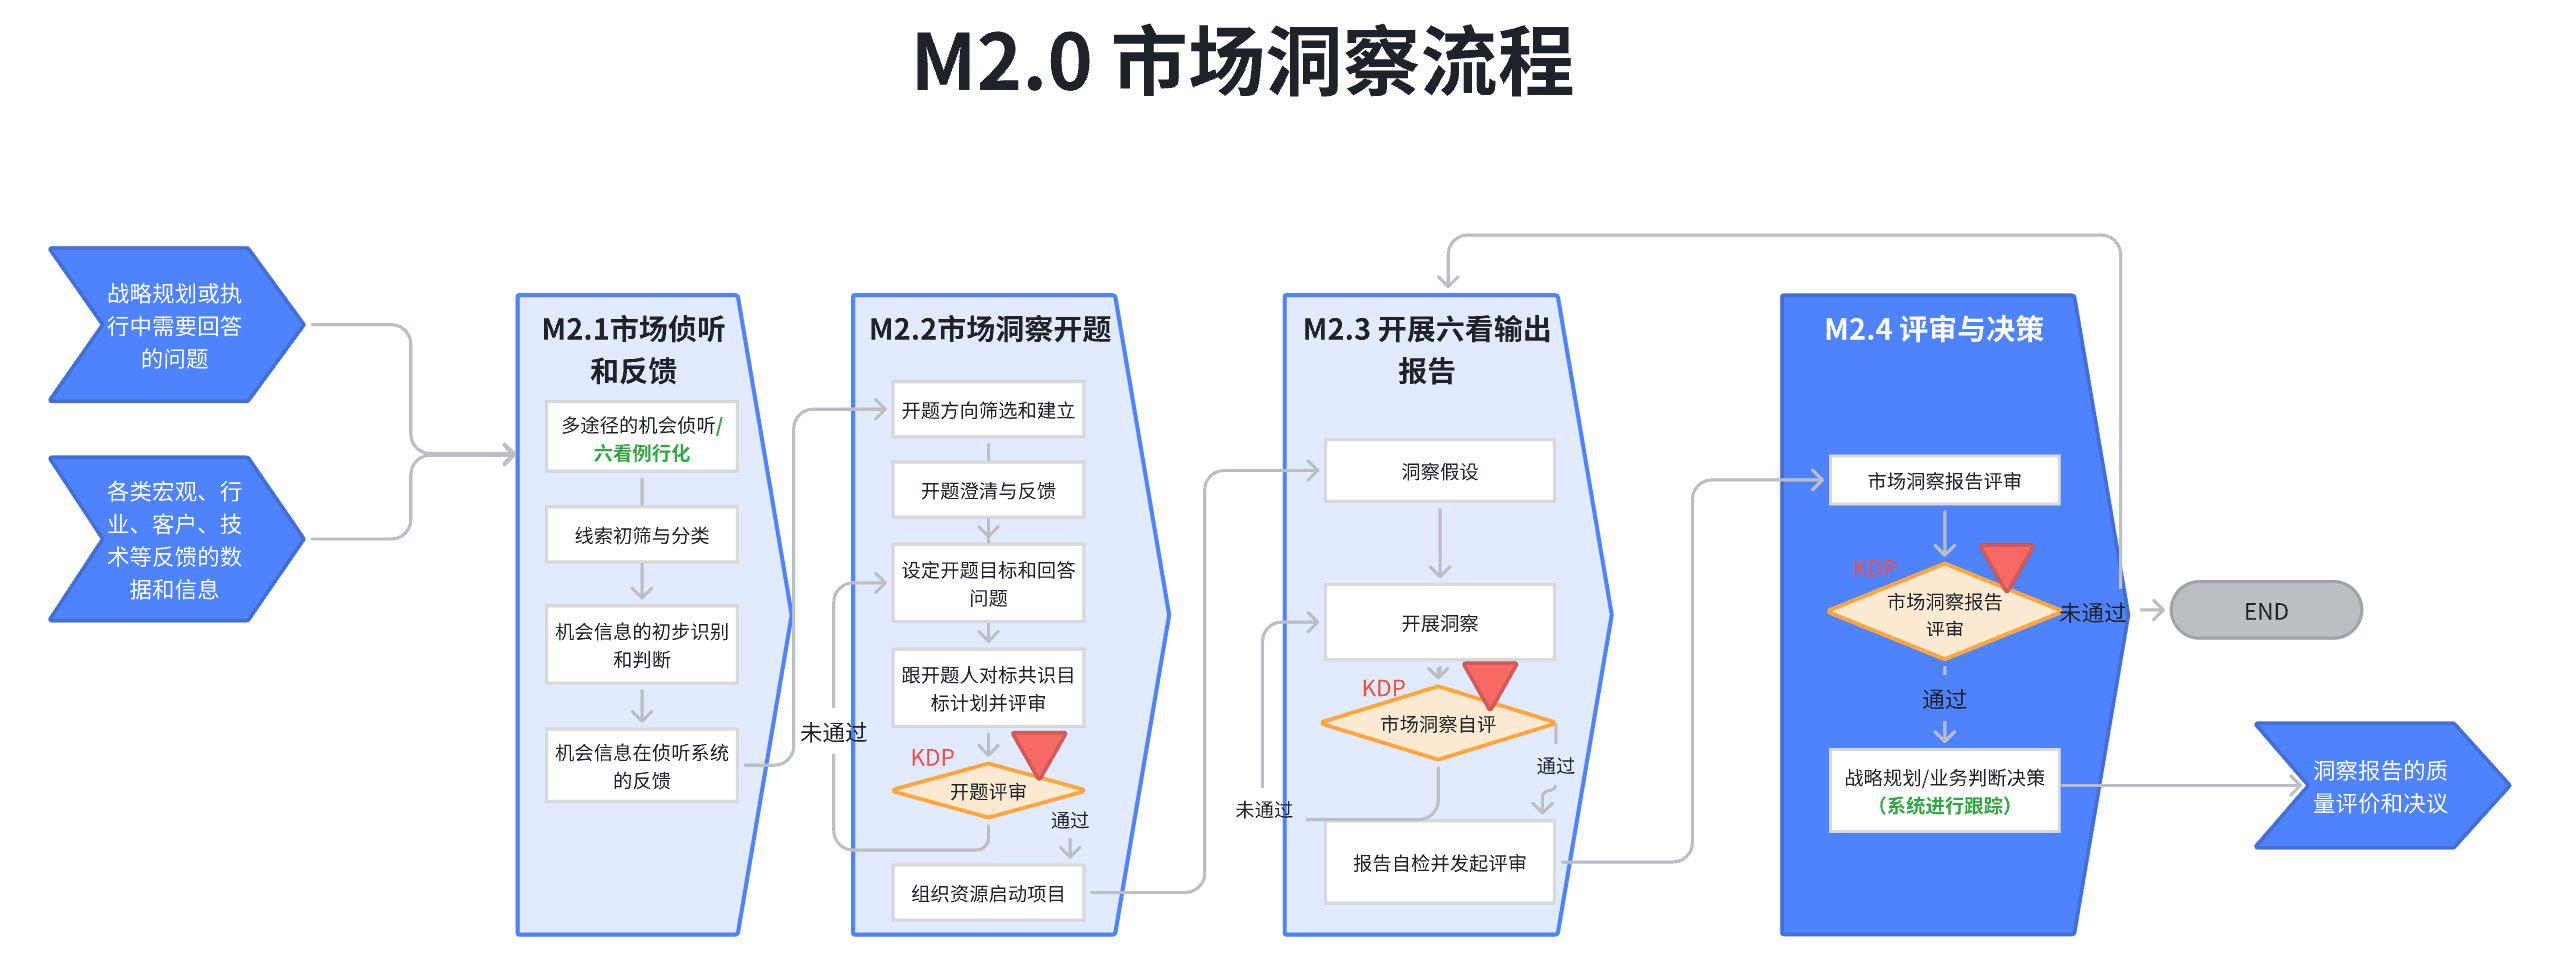 M2.0 市场洞察流程
战略规划或执
行中需要回答
的问题
各类宏观、行
业、客户、技
术等反馈的数
据和信息
M2.1市场侦听
和反馈
多途径的机会侦听/
六看例行化
线索初筛与分类
机会信息的初步识别
和判断
机会信息在侦听系统
的反馈
M2.2市场洞察开题
开题方向筛选和建立
开题澄清与反馈
设定开题目标和回答
问题
跟开题人对标共识目
标计划并评审
未通过
KDP
开题评审
通过
组织资源启动项目
M2.3 开展六看输出
报告
洞察假设
开展洞察
KDP
市场洞察自评
通过
未通过
报告自检并发起评审
M2.4 评审与决策
市场洞察报告评审
KDP
市场洞察报告
评审
未通过
END
通过
战略规划/业务判断决策
（系统进行跟踪）
洞察报告的质
量评价和决议